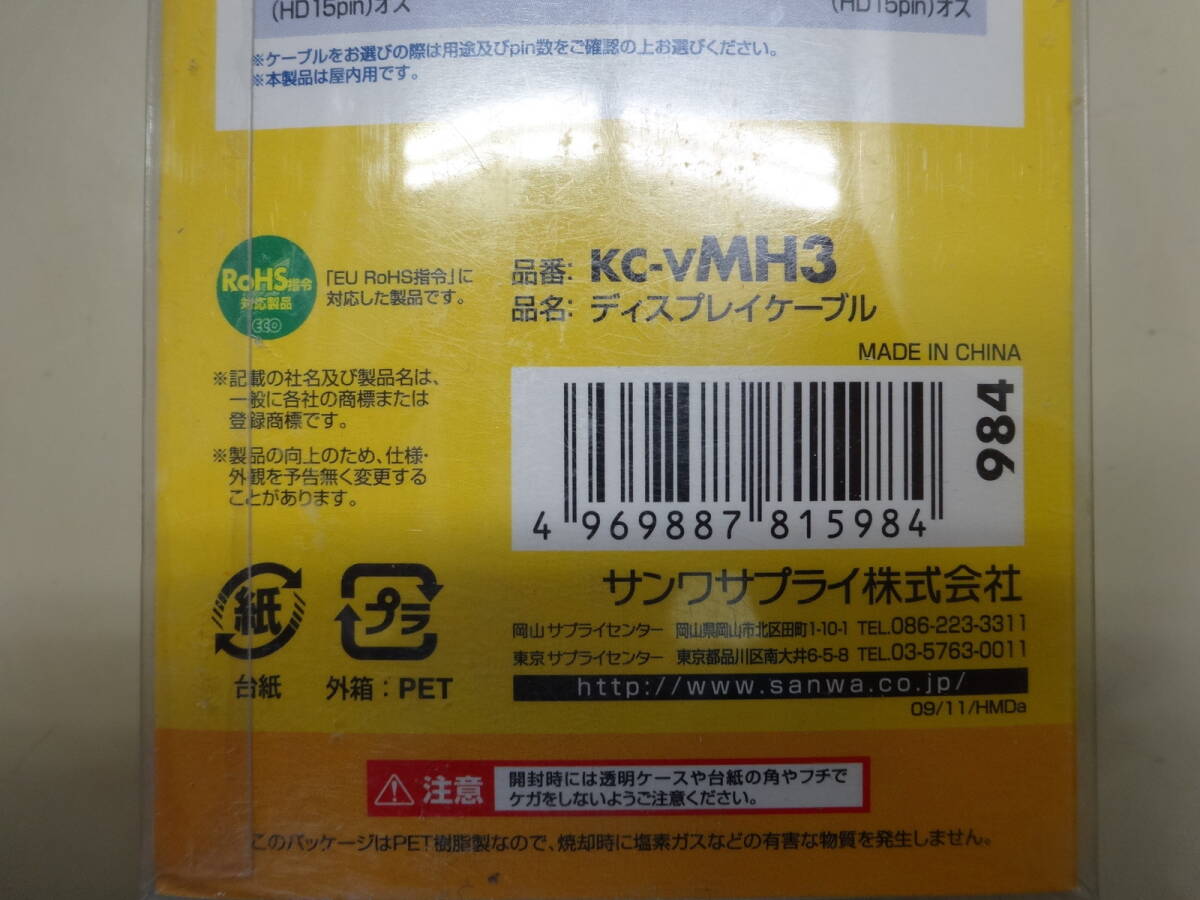 (HD15pin)オス
(HD15pin)オス
※ケーブルをお選びの際は用途及びpin数をご確認の上お選びください。
※本製品は屋内用です。
RoHS指令
対応製品
ECO
「EU RoHS指令」に
対応した製品です。
品番: KC-VMH3
品名: ディスプレイケーブル
MADE IN CHINA
※記載の社名及び製品名は、
一般に各社の商標または
登録商標です。
※製品の向上のため、仕様・
外観を予告無く変更する
ことがあります。
984
4 969887 815984
紙
台紙
プラ
外箱：PET
サンワサプライ株式会社
岡山サプライセンター 岡山県岡山市北区田町1-10-1 TEL.086-223-3311
東京サプライセンター 東京都品川区南大井6-5-8 TEL.03-5763-0011
http://www.sanwa.co.jp/
09/11/HMDa
注意
開封時には透明ケースや台紙の角やフチで
ケガをしないようご注意ください。
このパッケージはPET樹脂製なので、焼却時に塩素ガスなどの有害な物質を発生しません。